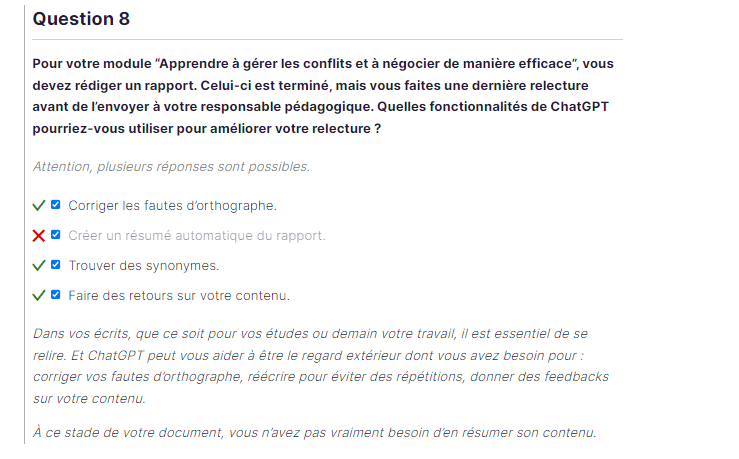 Question 8
Pour votre module “Apprendre à gérer les conflits et à négocier de manière efficace”, vous
devez rédiger un rapport. Celui-ci est terminé, mais vous faites une dernière relecture
avant de l’envoyer à votre responsable pédagogique. Quelles fonctionnalités de ChatGPT
pourriez-vous utiliser pour améliorer votre relecture ?
Attention, plusieurs réponses sont possibles.
Corriger les fautes d’orthographe.
Créer un résumé automatique du rapport.
Trouver des synonymes.
Faire des retours sur votre contenu.
Dans vos écrits, que ce soit pour vos études ou demain votre travail, il est essentiel de se
relire. Et ChatGPT peut vous aider à être le regard extérieur dont vous avez besoin pour :
corriger vos fautes d’orthographe, réécrire pour éviter des répétitions, donner des feedbacks
sur votre contenu.
À ce stade de votre document, vous n’avez pas vraiment besoin d’en résumer son contenu.